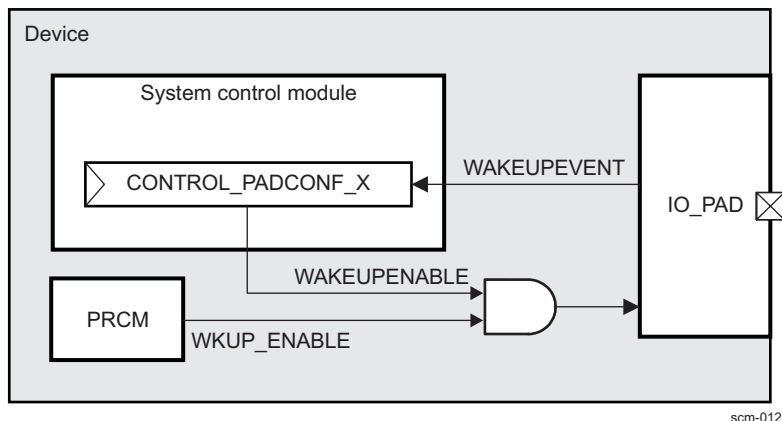 Device
System control module
CONTROL_PADCONF_X
WAKEUPEVENT
IO_PAD
WAKEUPENABLE
PRCM
WKUP_ENABLE
scm-012